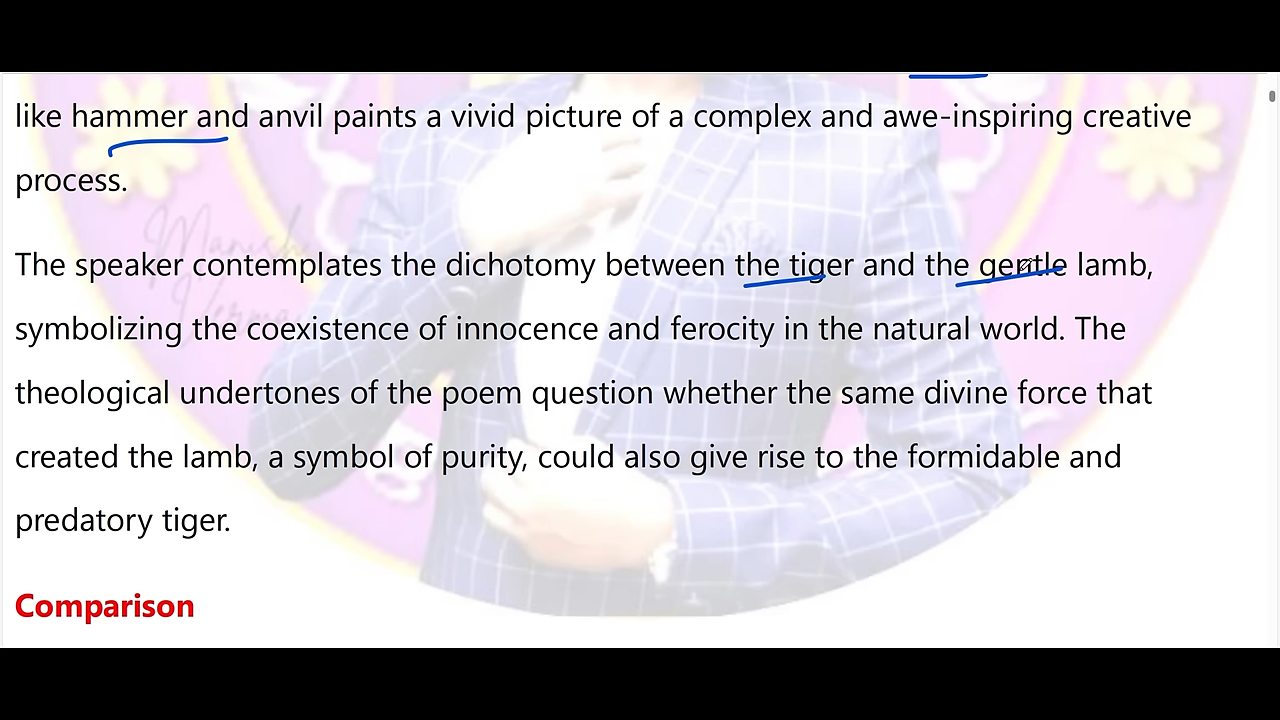 like hammer and anvil paints a vivid picture of a complex and awe-inspiring creative
process.
The speaker contemplates the dichotomy between the tiger and the gentle lamb,
symbolizing the coexistence of innocence and ferocity in the natural world. The
theological undertones of the poem question whether the same divine force that
created the lamb, a symbol of purity, could also give rise to the formidable and
predatory tiger.
Comparison
Manish
Verma